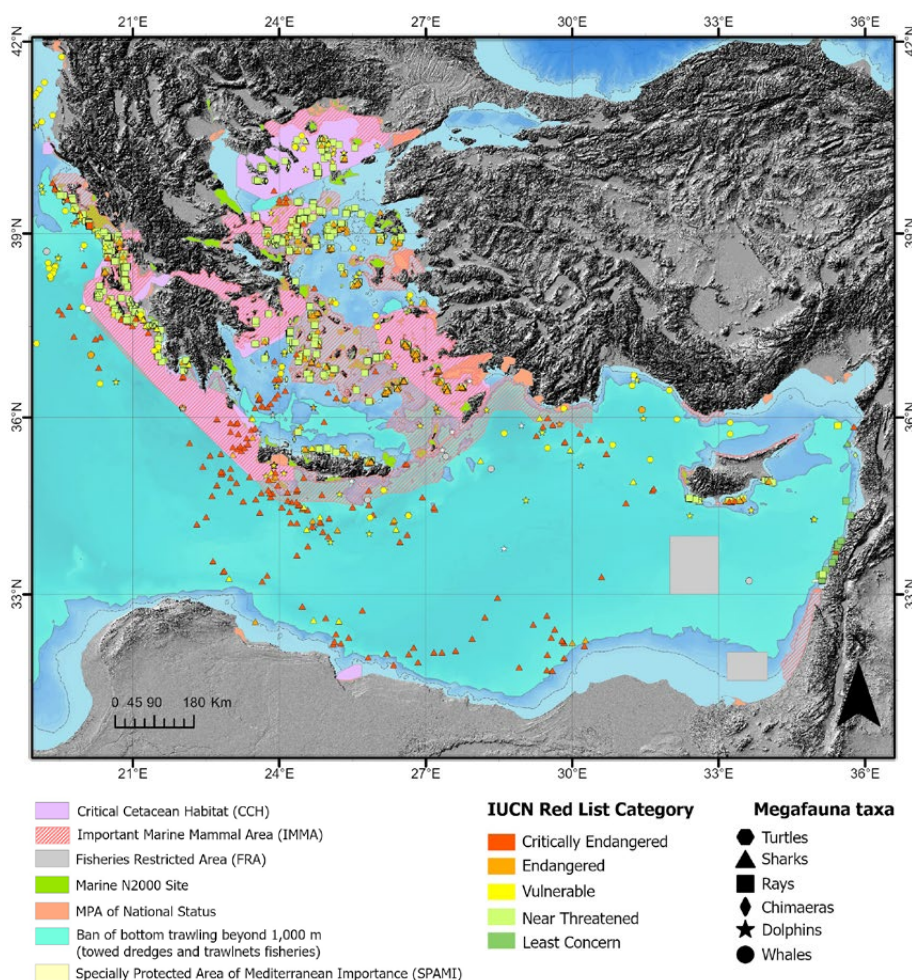 21°E 24°E 27°E 30°E 33°E 36°E
42°N 42°N
39°N 39°N
36°N 36°N
33°N 33°N
0 45 90 180 Km
21°E 24°E 27°E 30°E 33°E 36°E
Critical Cetacean Habitat (CCH)
Important Marine Mammal Area (IMMA)
Fisheries Restricted Area (FRA)
Marine N2000 Site
MPA of National Status
Ban of bottom trawling beyond 1,000 m
(towed dredges and trawlnets fisheries)
Specially Protected Area of Mediterranean Importance (SPAMI)
IUCN Red List Category
Critically Endangered
Endangered
Vulnerable
Near Threatened
Least Concern
Megafauna taxa
Turtles
Sharks
Rays
Chimaeras
Dolphins
Whales